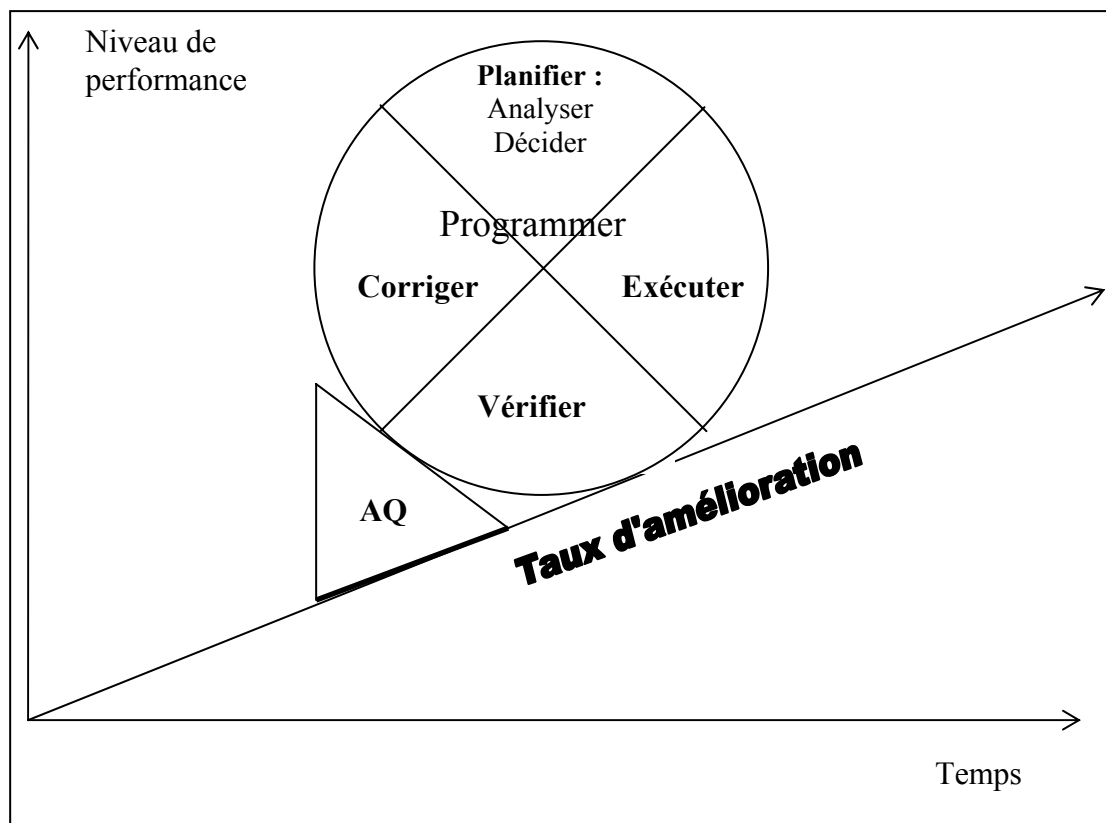 Niveau de
performance
Planifier :
Analyser
Décider
Programmer
Corriger
Exécuter
Vérifier
AQ
Taux d'amélioration
Temps